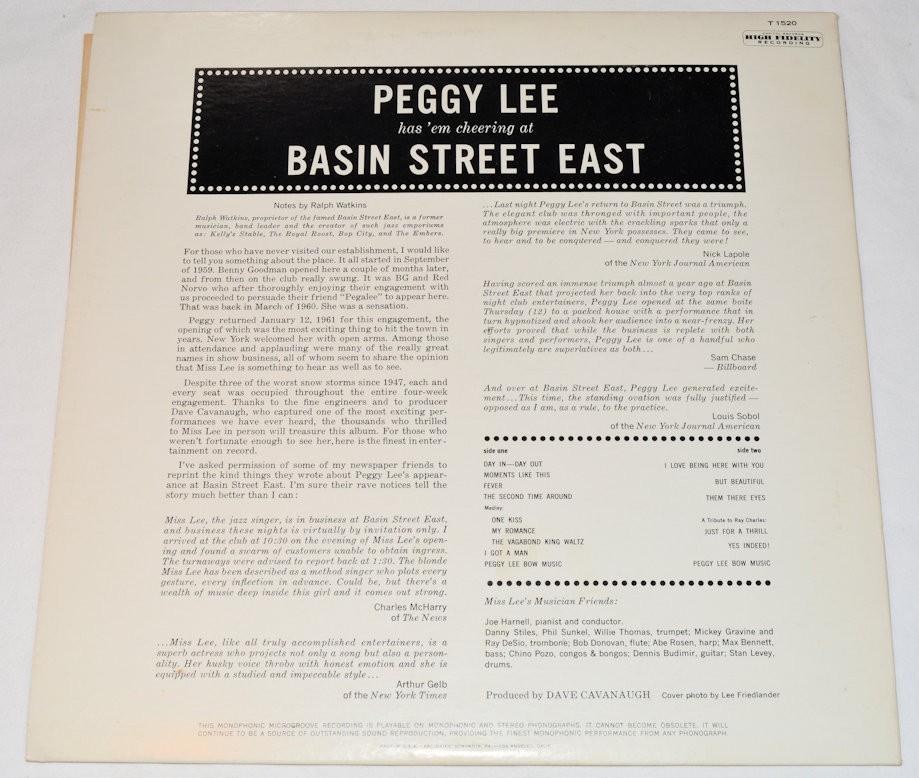 T 1520
CAPITOL RECORDS
HIGH FIDELITY
RECORDING
PEGGY LEE
has 'em cheering at
BASIN STREET EAST
Notes by Ralph Watkins
Ralph Watkins, proprietor of the famed Basin Street East, is a former
musician, band leader and the creator of such jazz emporiums
as: Kelly's Stable, The Royal Roost, Bop City, and The Embers.
For those who have never visited our establishment, I would like
to tell you something about the place. It all started in September
of 1959. Benny Goodman opened here a couple of months later,
and from then on the club really swung. It was BG and Red
Norvo who after thoroughly enjoying their engagement with
us proceeded to persuade their friend "Pegalee" to appear here.
That was back in March of 1960. She was a sensation.
Peggy returned January 12, 1961 for this engagement, the
opening of which was the most exciting thing to hit the town in
years. New York welcomed her with open arms. Among those
in attendance and applauding were many of the really great
names in show business, all of whom seem to share the opinion
that Miss Lee is something to hear as well as to see.
Despite three of the worst snow storms since 1947, each and
every seat was occupied throughout the entire four-week
engagement. Thanks to the fine engineers and to producer
Dave Cavanaugh, who captured one of the most exciting per-
formances we have ever heard, the thousands who thrilled
to Miss Lee in person will treasure this album. For those who
weren't fortunate enough to see her, here is the finest in enter-
tainment on record.
I've asked permission of some of my newspaper friends to
reprint the kind things they wrote about Peggy Lee's appear-
ance at Basin Street East. I'm sure their rave notices tell the
story much better than I can:
Miss Lee, the jazz singer, is in business at Basin Street East,
and business these nights is virtually by invitation only. I
arrived at the club at 10:30 on the evening of Miss Lee's open-
ing and found a swarm of customers unable to obtain ingress.
The turnaways were advised to report back at 1:30. The blonde
Miss Lee has been described as a method singer who plots every
gesture, every inflection in advance. Could be, but there's a
wealth of music deep inside this girl and it comes out strong.
Charles McHarry
of The News
...Miss Lee, like all truly accomplished entertainers, is a
superb actress who projects not only a song but also a person-
ality. Her husky voice throbs with honest emotion and she is
equipped with a studied and impeccable style...
Arthur Gelb
of the New York Times
...Last night Peggy Lee's return to Basin Street was a triumph.
The elegant club was thronged with important people, the
atmosphere was electric with the crackling sparks that only a
really big premiere in New York possesses. They came to see,
to hear and to be conquered — and conquered they were!
Nick Lapole
of the New York Journal American
Having scored an immense triumph almost a year ago at Basin
Street East that projected her back into the very top ranks of
night club entertainers, Peggy Lee opened at the same boite
Thursday (12) to a packed house with a performance that in
turn hypnotized and shook her audience into a near-frenzy. Her
efforts proved that while the business is replete with both
singers and performers, Peggy Lee is one of a handful who
legitimately are superlatives as both...
Sam Chase
— Billboard
And over at Basin Street East, Peggy Lee generated excite-
ment...This time, the standing ovation was fully justified —
opposed as I am, as a rule, to the practice.
Louis Sobol
of the New York Journal American
side one
DAY IN—DAY OUT
MOMENTS LIKE THIS
FEVER
THE SECOND TIME AROUND
Medley:
ONE KISS
MY ROMANCE
THE VAGABOND KING WALTZ
I GOT A MAN
PEGGY LEE BOW MUSIC
side two
I LOVE BEING HERE WITH YOU
BUT BEAUTIFUL
THEM THERE EYES
A Tribute to Ray Charles:
JUST FOR A THRILL
YES INDEED!
PEGGY LEE BOW MUSIC
Miss Lee's Musician Friends:
Joe Harnell, pianist and conductor.
Danny Stiles, Phil Sunkel, Willie Thomas, trumpet; Mickey Gravine and
Ray DeSio, trombone; Bob Donovan, flute; Abe Rosen, harp; Max Bennett,
bass; Chino Pozo, congos & bongos; Dennis Budimir, guitar; Stan Levey,
drums.
Produced by DAVE CAVANAUGH Cover photo by Lee Friedlander
THIS MONOPHONIC MICROGROOVE RECORDING IS PLAYABLE ON MONOPHONIC AND STEREO PHONOGRAPHS. IT CANNOT BECOME OBSOLETE. IT WILL
CONTINUE TO BE A SOURCE OF OUTSTANDING SOUND REPRODUCTION, PROVIDING THE FINEST MONOPHONIC PERFORMANCE FROM ANY PHONOGRAPH.